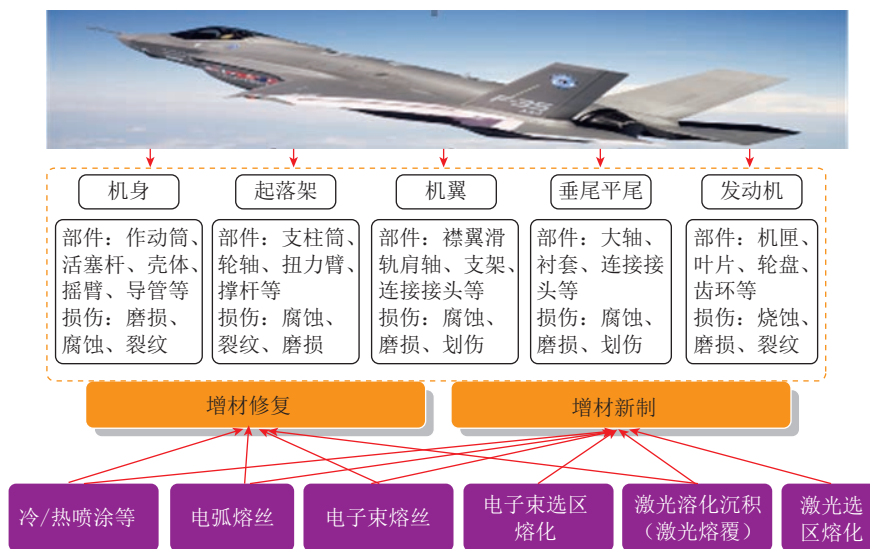 F-35
机身
起落架
机翼
垂尾平尾
发动机
部件：作动筒、
活塞杆、壳体、
摇臂、导管等
损伤：磨损、
腐蚀、裂纹
部件：支柱筒、
轮轴、扭力臂、
撑杆等
损伤：腐蚀、
裂纹、磨损
部件：襟翼滑
轨肩轴、支架、
连接接头等
损伤：腐蚀、
磨损、划伤
部件：大轴、
衬套、连接接
头等
损伤：腐蚀、
磨损、划伤
部件：机匣、
叶片、轮盘、
齿环等
损伤：烧蚀、
磨损、裂纹
增材修复
增材新制
冷/热喷涂等
电弧熔丝
电子束熔丝
电子束选区
熔化
激光溶化沉积
（激光熔覆）
激光选
区熔化